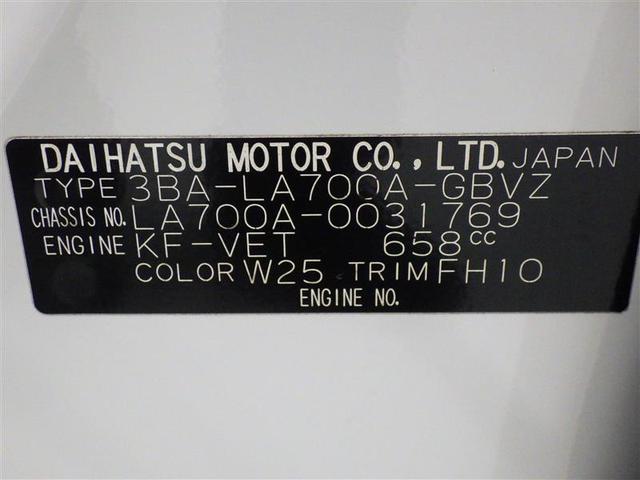 DAIHATSU MOTOR CO., LTD. JAPAN
TYPE 3BA-LA700A-GBVZ
CHASSIS NO. LA700A-0031769
ENGINE KF-VET 658cc
COLOR W25 TRIM FH10
ENGINE NO.